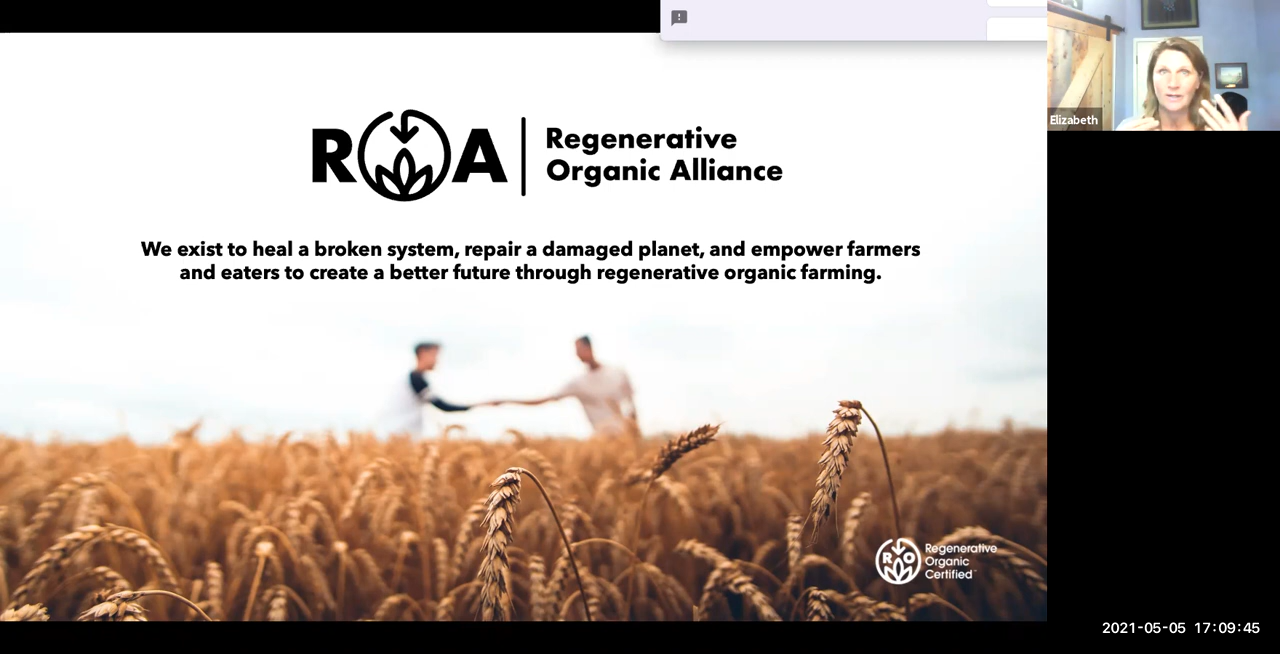 R A
Regenerative
Organic Alliance
We exist to heal a broken system, repair a damaged planet, and empower farmers
and eaters to create a better future through regenerative organic farming.
Elizabeth
R O
Regenerative
Organic
Certified
2021-05-05 17:09:45